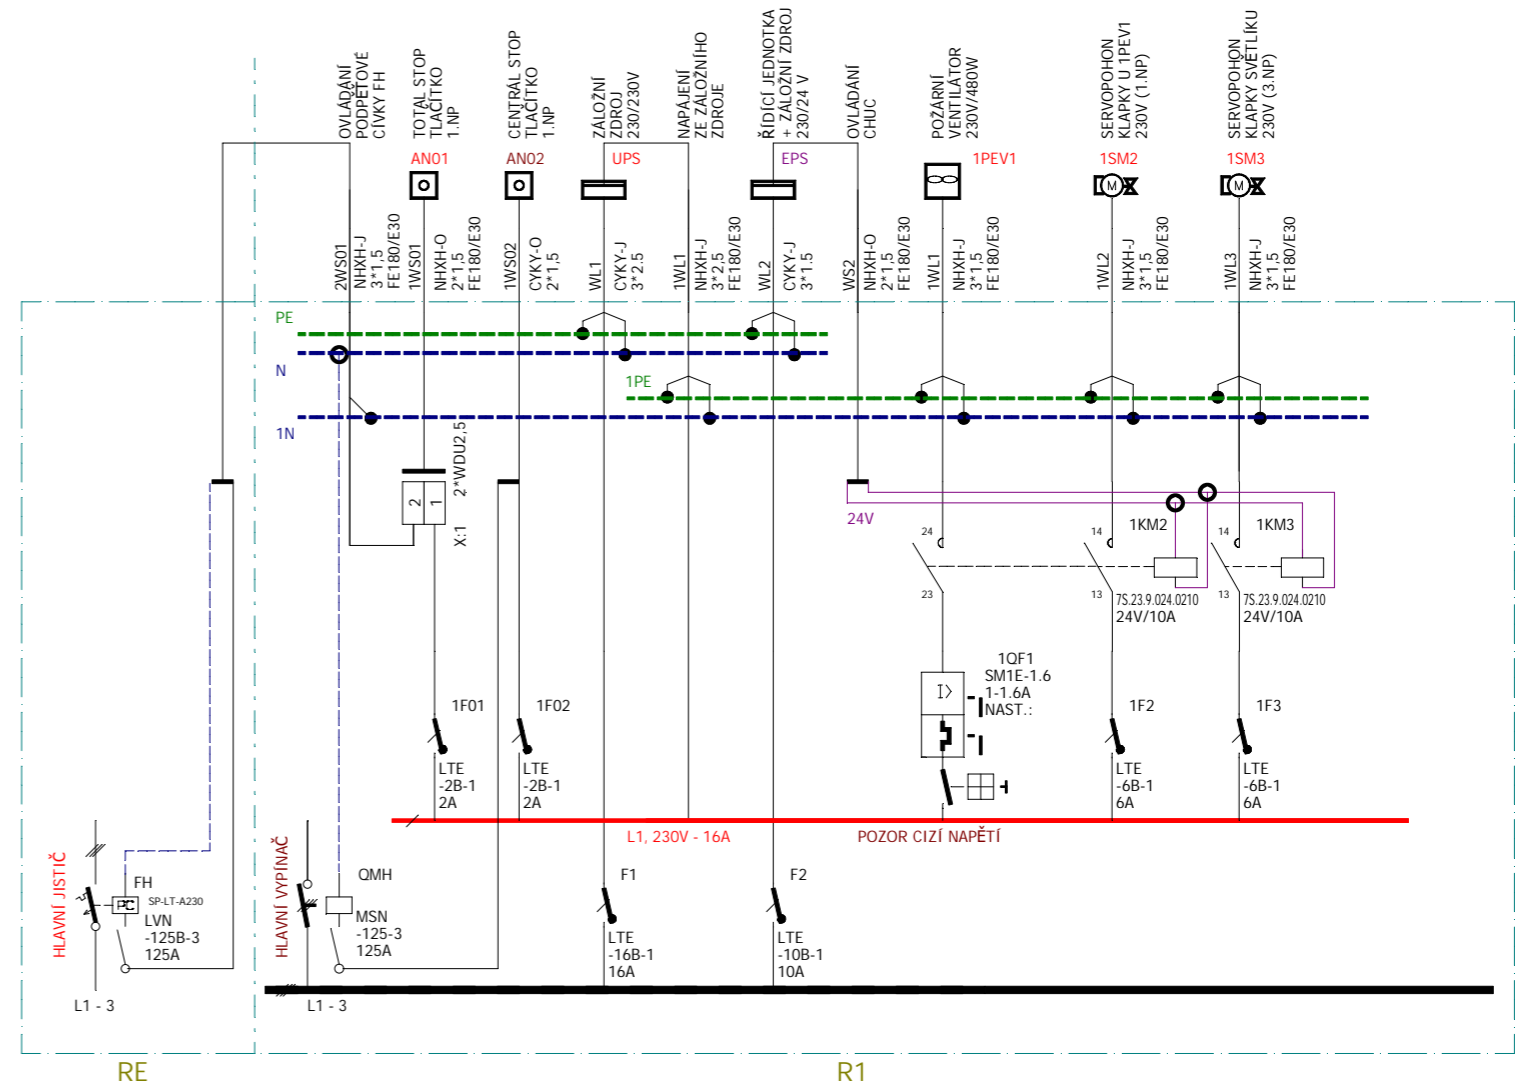 OVLÁDÁNÍ
PODPĚŤOVÉ
CÍVKY FH
TOTAL STOP
TLAČÍTKO
1.NP
CENTRAL STOP
TLAČÍTKO
1.NP
ZÁLOŽNÍ
ZDROJ
230/230V
NAPÁJENÍ
ZE ZÁLOŽNÍHO
ZDROJE
ŘÍDÍCÍ JEDNOTKA
+ ZÁLOŽNÍ ZDROJ
230/24 V
OVLÁDÁNÍ
CHUC
POŽÁRNÍ
VENTILÁTOR
230V/480W
SERVOPOHON
KLAPKY U 1PEV1
230V (1.NP)
SERVOPOHON
KLAPKY SVĚTLÍKU
230V (3.NP)
AN01
AN02
UPS
EPS
1PEV1
1SM2
1SM3
M
M
2WS01
NHXH-J
3*1,5
FE180/E30
1WS01
NHXH-O
2*1,5
FE180/E30
1WS02
CYKY-O
2*1,5
WL1
CYKY-J
3*2.5
1WL1
NHXH-J
3*2,5
FE180/E30
WL2
CYKY-J
3*1.5
WS2
NHXH-O
2*1,5
FE180/E30
1WL1
NHXH-J
3*1.5
FE180/E30
1WL2
NHXH-J
3*1.5
FE180/E30
1WL3
NHXH-J
3*1,5
FE180/E30
PE
N
1PE
1N
2
1
2*WDU2,5
X:1
24V
24
23
14
13
1KM2
7S.23.9.024.0210
24V/10A
14
13
1KM3
7S.23.9.024.0210
24V/10A
1QF1
SM1E-1.6
1-1.6A
NAST.:
I>
1F01
LTE
-2B-1
2A
1F02
LTE
-2B-1
2A
1F2
LTE
-6B-1
6A
1F3
LTE
-6B-1
6A
L1, 230V - 16A
POZOR CIZÍ NAPĚTÍ
HLAVNÍ JISTIČ
FH
SP-LT-A230
LVN
-125B-3
125A
L1 - 3
HLAVNÍ VYPÍNAČ
QMH
MSN
-125-3
125A
L1 - 3
F1
LTE
-16B-1
16A
F2
LTE
-10B-1
10A
RE
R1